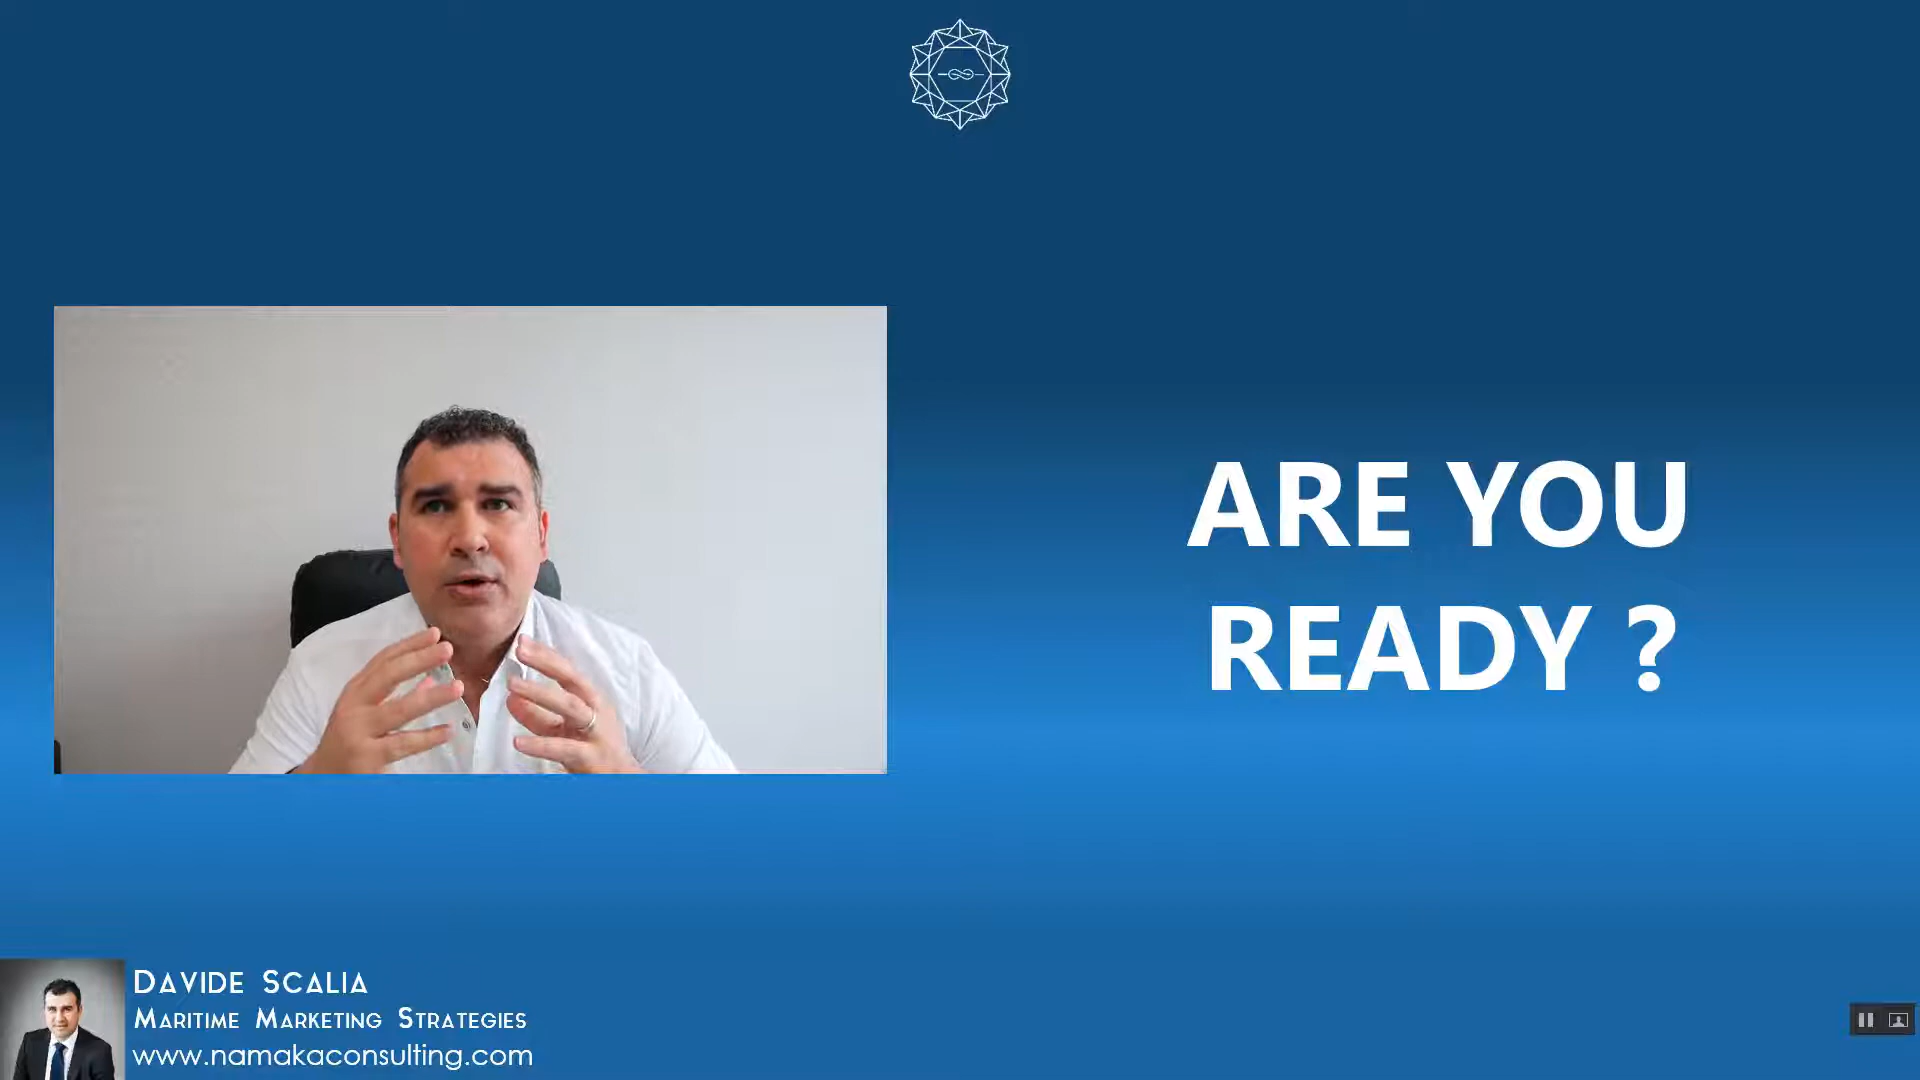 ARE YOU
READY ?
DAVIDE SCALIA
MARITIME MARKETING STRATEGIES
www.namakaconsulting.com